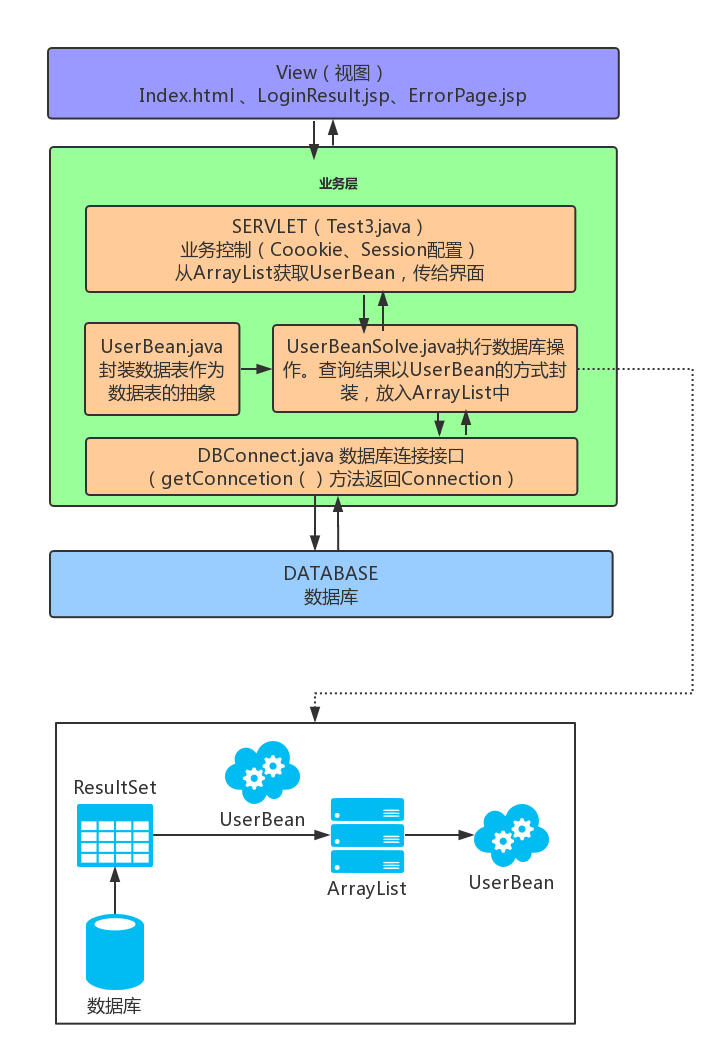 View（视图）
Index.html 、LoginResult.jsp、ErrorPage.jsp
业务层
SERVLET（Test3.java）
业务控制（Coookie、Session配置）
从ArrayList获取UserBean，传给界面
UserBean.java
封装数据表作为
数据表的抽象
UserBeanSolve.java执行数据库操
作。查询结果以UserBean的方式封
装，放入ArrayList中
DBConnect.java 数据库连接接口
（getConncetion（）方法返回Connection）
DATABASE
数据库
ResultSet
UserBean
ArrayList
UserBean
数据库